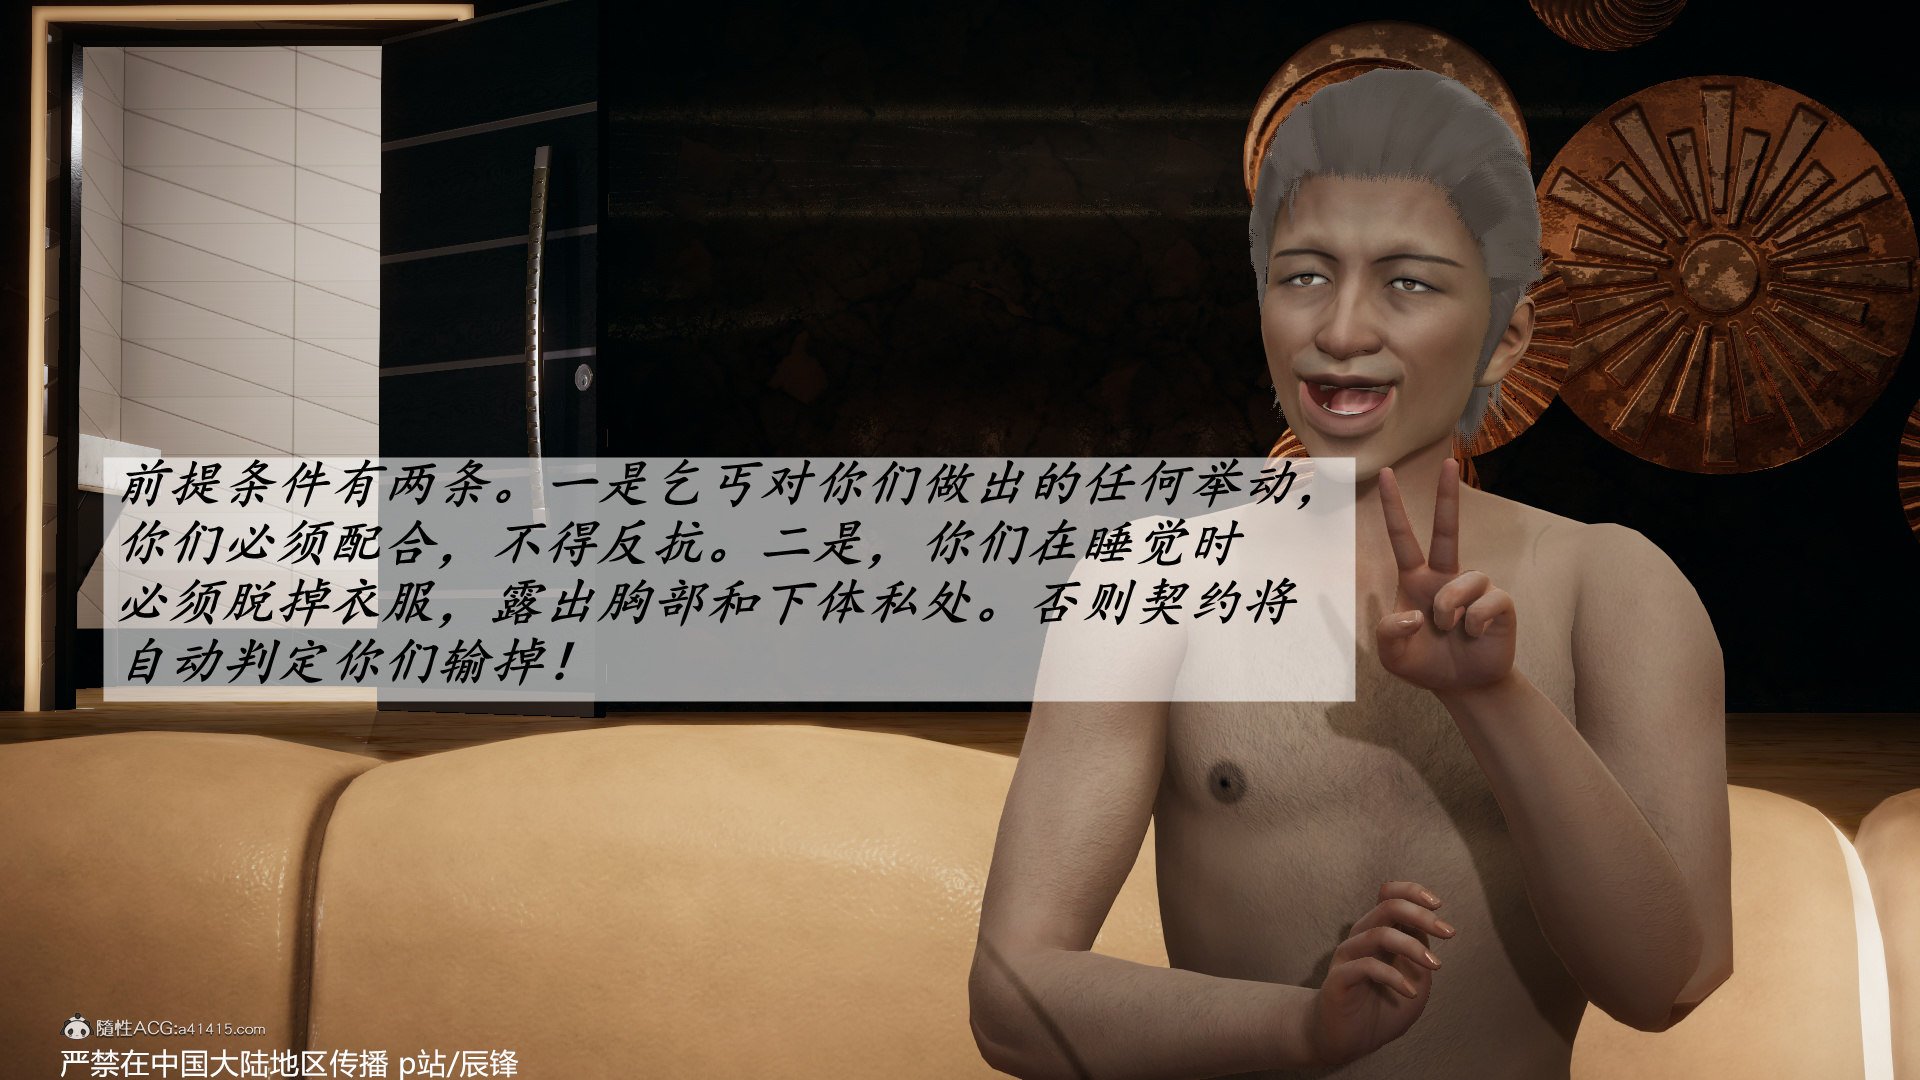 前提条件有两条。一是乞丐对你们做出的任何举动，
你们必须配合，不得反抗。二是，你们在睡觉时
必须脱掉衣服，露出胸部和下体私处。否则契约将
自动判定你们输掉！
隨性ACG:a41415.com
严禁在中国大陆地区传播 p站/辰锋